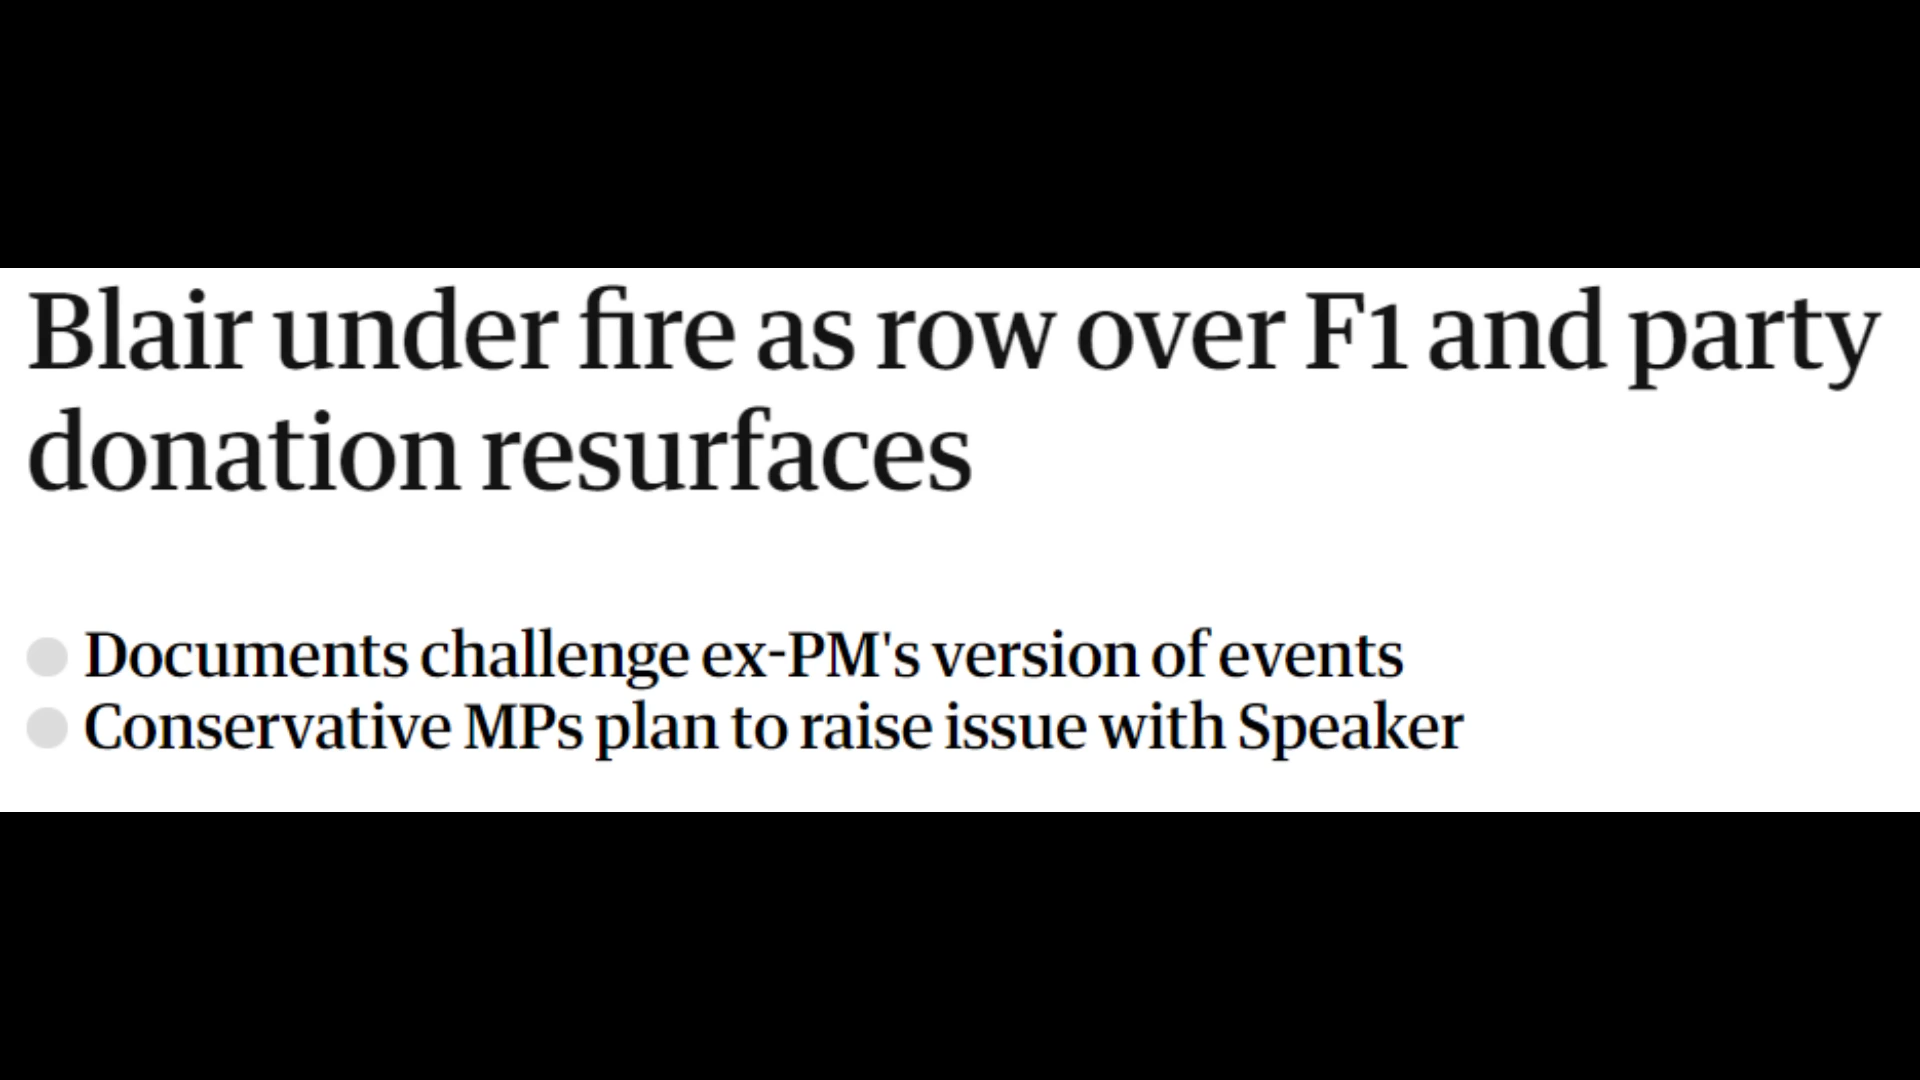 Blair under fire as row over F1 and party
donation resurfaces
Documents challenge ex-PM's version of events
Conservative MPs plan to raise issue with Speaker